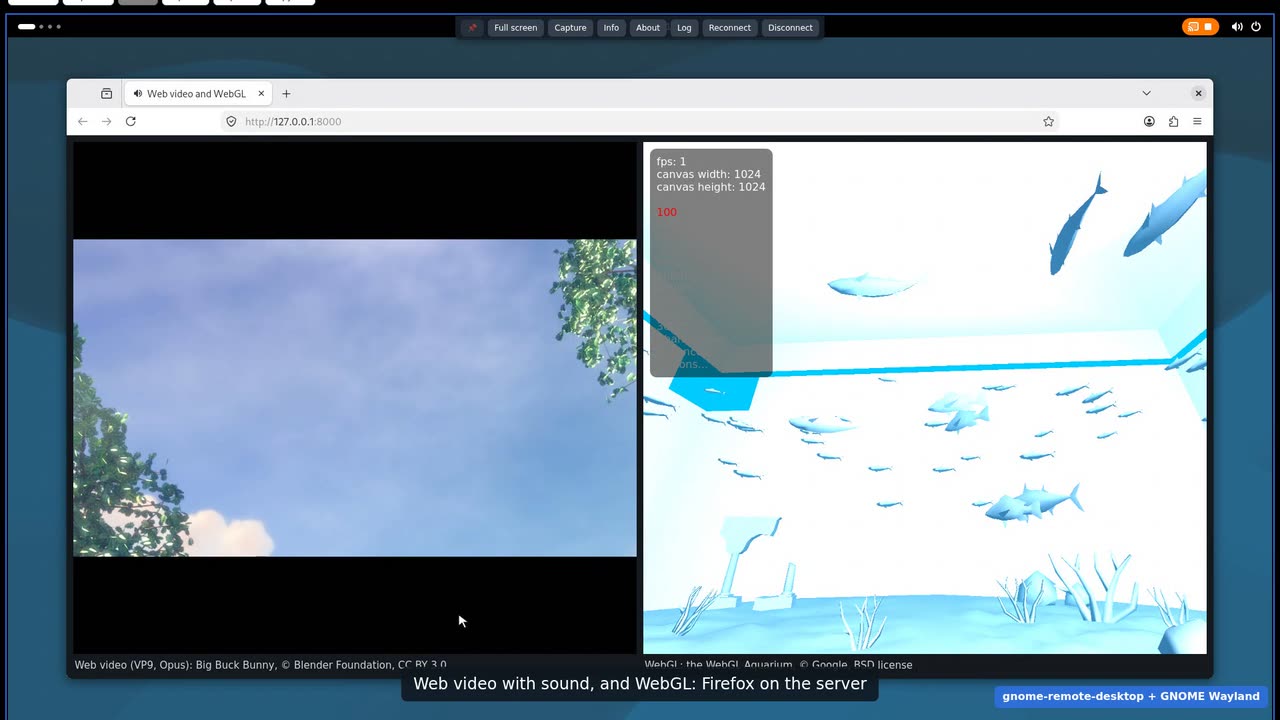 Full screen
Capture
Info
About
Log
Reconnect
Disconnect
Web video and WebGL
http://127.0.0.1:8000
fps: 1
canvas width: 1024
canvas height: 1024
100
Web video (VP9, Opus): Big Buck Bunny, © Blender Foundation, CC BY 3.0
WebGL: the WebGL Aquarium, © Google, BSD license
Web video with sound, and WebGL: Firefox on the server
gnome-remote-desktop + GNOME Wayland